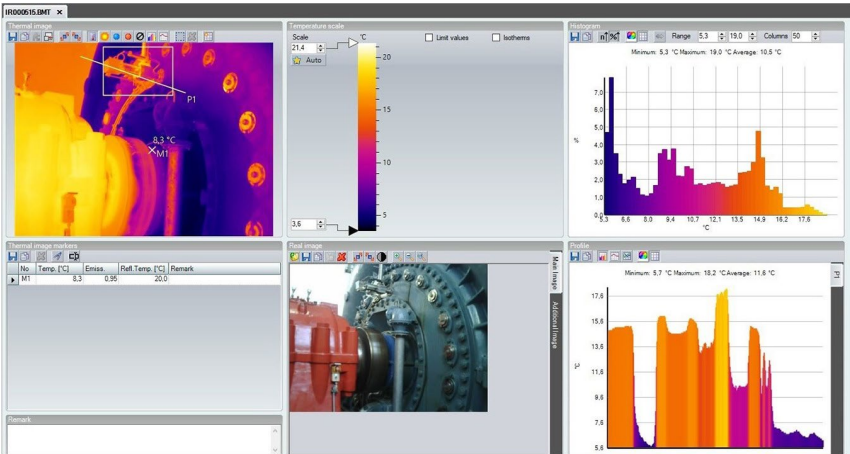 IR000515.BMT ×
Thermal image
P1
8,3 °C
M1
Temperature scale
Scale
21,4
Auto
°C
Limit values
Isotherms
20
15
10
5
3,6
Histogram
Range 5,3 19,0 Columns 50
Minimum: 5,3 °C Maximum: 19,0 °C Average: 10,5 °C
7,0
6,0
5,0
4,0
3,0
2,0
1,0
0,0
%
5,3 6,6 8,0 9,4 10,7 12,1 13,5 14,9 16,2 17,6
°C
Thermal image markers
No Temp. [°C] Emiss. Refl.Temp. [°C] Remark
M1 8,3 0,95 20,0
Remark
Real image
Main Image
Additional Image
Profile
Minimum: 5,7 °C Maximum: 18,2 °C Average: 11,6 °C
P1
17,6
15,6
13,6
11,6
9,6
7,6
5,6
°C